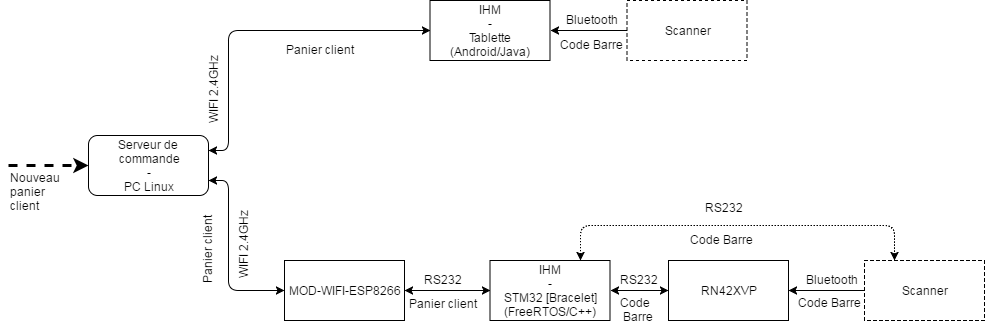 IHM
-
Tablette
(Android/Java)
Bluetooth
Code Barre
Scanner
Panier client
WIFI 2.4GHz
Serveur de
commande
-
PC Linux
Nouveau
panier
client
Panier client
WIFI 2.4GHz
RS232
Code Barre
MOD-WIFI-ESP8266
RS232
Panier client
IHM
-
STM32 [Bracelet]
(FreeRTOS/C++)
RS232
Code
Barre
RN42XVP
Bluetooth
Code Barre
Scanner